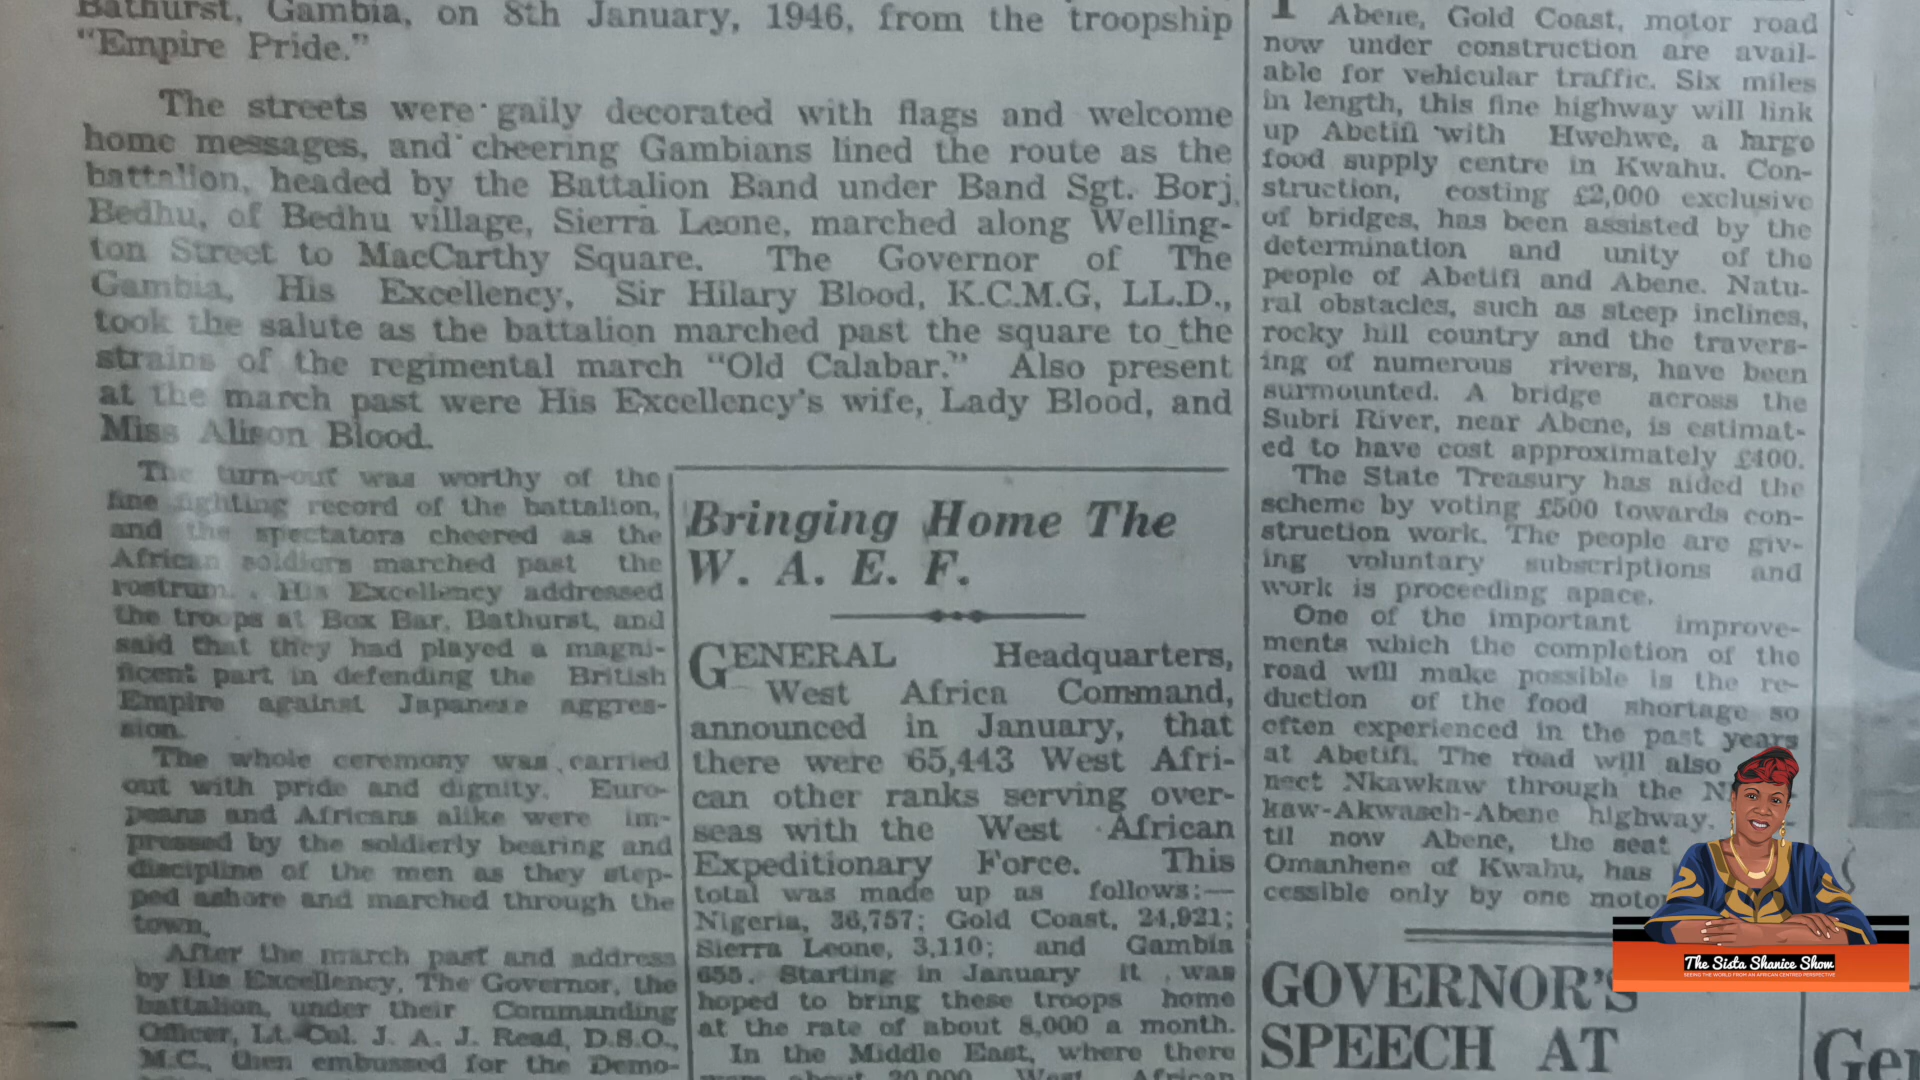 Bathurst, Gambia, on 8th January, 1946, from the troopship
"Empire Pride."
The streets were gaily decorated with flags and welcome
home messages, and cheering Gambians lined the route as the
battalion, headed by the Battalion Band under Band Sgt. Borj.
Bedhu, of Bedhu village, Sierra Leone, marched along Welling-
ton Street to MacCarthy Square. The Governor of The
Gambia, His Excellency, Sir Hilary Blood, K.C.M.G, LL.D.,
took the salute as the battalion marched past the square to the
strains of the regimental march "Old Calabar." Also present
at the march past were His Excellency's wife, Lady Blood, and
Miss Alison Blood.
The turn-out was worthy of the
fine fighting record of the battalion,
and the spectators cheered as the
African soldiers marched past the
rostrum. His Excellency addressed
the troops at Box Bar, Bathurst, and
said that they had played a magni-
ficent part in defending the British
Empire against Japanese aggres-
sion.
The whole ceremony was carried
out with pride and dignity. Euro-
peans and Africans alike were im-
pressed by the soldierly bearing and
discipline of the men as they step-
ped ashore and marched through the
town.
After the march past and address
by His Excellency, The Governor, the
battalion, under their Commanding
Officer, Lt. Col. J. A. J. Read, D.S.O.,
M.C., then embussed for the Demo-
Bringing Home The
W. A. E. F.
GENERAL Headquarters,
West Africa Command,
announced in January, that
there were 65,443 West Afri-
can other ranks serving over-
seas with the West African
Expeditionary Force. This
total was made up as follows:—
Nigeria, 36,757; Gold Coast, 24,921;
Sierra Leone, 3,110; and Gambia
655. Starting in January it was
hoped to bring these troops home
at the rate of about 8,000 a month.
In the Middle East, where there
were about 20,000 West African
Abene, Gold Coast, motor road
now under construction are avail-
able for vehicular traffic. Six miles
in length, this fine highway will link
up Abetifi with Hwehwe, a large
food supply centre in Kwahu. Con-
struction, costing £2,000 exclusive
of bridges, has been assisted by the
determination and unity of the
people of Abetifi and Abene. Natu-
ral obstacles, such as steep inclines,
rocky hill country and the travers-
ing of numerous rivers, have been
surmounted. A bridge across the
Subri River, near Abene, is estimat-
ed to have cost approximately £400.
The State Treasury has aided the
scheme by voting £500 towards con-
struction work. The people are giv-
ing voluntary subscriptions and
work is proceeding apace.
One of the important improve-
ments which the completion of the
road will make possible is the re-
duction of the food shortage so
often experienced in the past years
at Abetifi. The road will also
nect Nkawkaw through the N
kaw-Akwaseh-Abene highway.
til now Abene, the seat
Omanhene of Kwahu, has
cessible only by one motor
GOVERNOR'S
SPEECH AT
Ger
The Sista Shanice Show
SEEING THE WORLD FROM AN AFRICAN CENTRED PERSPECTIVE